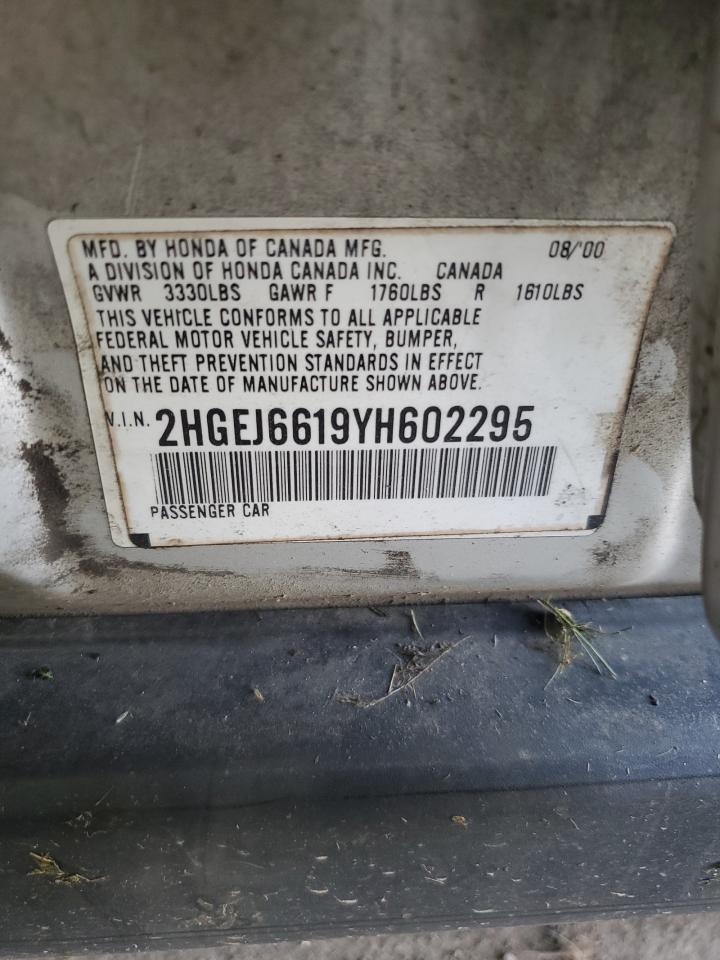 MFD. BY HONDA OF CANADA MFG. 08/'00
A DIVISION OF HONDA CANADA INC. CANADA
GVWR 3330LBS GAWR F 1760LBS R 1610LBS
THIS VEHICLE CONFORMS TO ALL APPLICABLE
FEDERAL MOTOR VEHICLE SAFETY, BUMPER,
AND THEFT PREVENTION STANDARDS IN EFFECT
ON THE DATE OF MANUFACTURE SHOWN ABOVE.
V.I.N. 2HGEJ6619YH602295
PASSENGER CAR